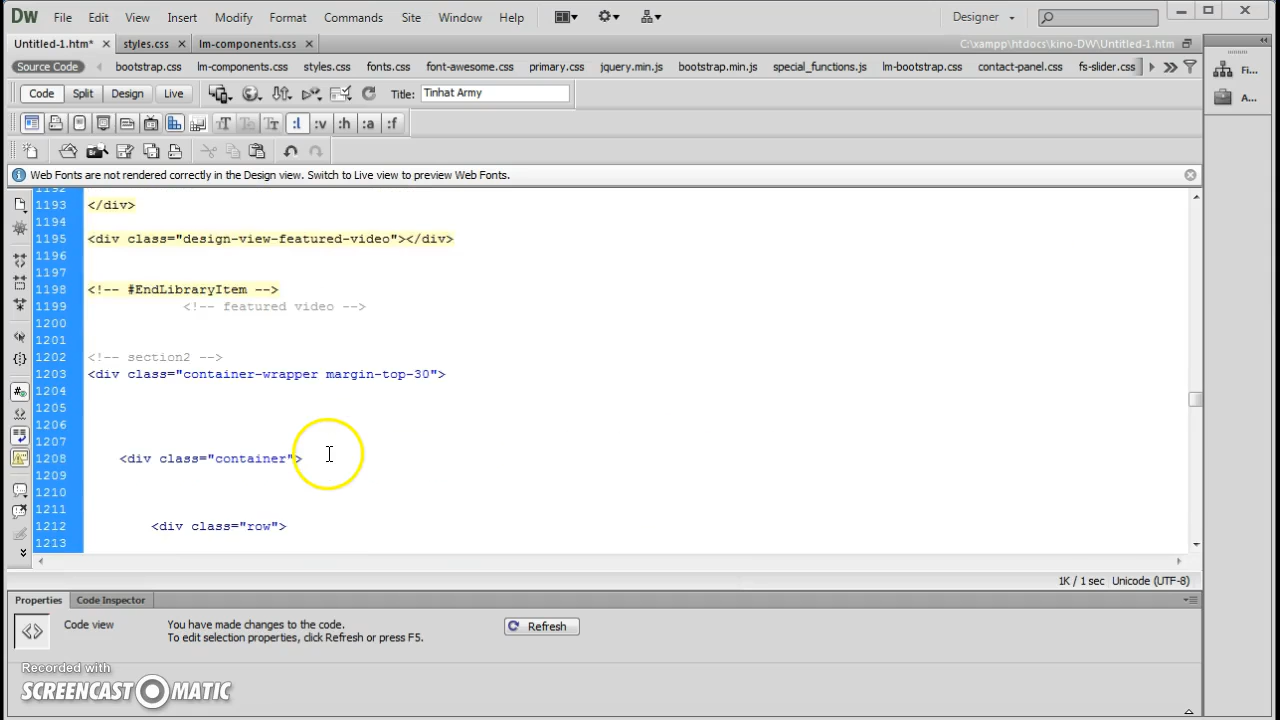 DW File Edit View Insert Modify Format Commands Site Window Help Designer
Untitled-1.htm* × styles.css × lm-components.css × C:\xampp\htdocs\kino-DW\Untitled-1.htm
Source Code bootstrap.css lm-components.css styles.css fonts.css font-awesome.css primary.css jquery.min.js bootstrap.min.js special_functions.js lm-bootstrap.css contact-panel.css fs-slider.css
Code Split Design Live Title: Tinhat Army
Fi...
A...
:l :v :h :a :f
Web Fonts are not rendered correctly in the Design view. Switch to Live view to preview Web Fonts.
1192
1193 </div>
1194
1195 <div class="design-view-featured-video"></div>
1196
1197
1198 <!-- #EndLibraryItem -->
1199 <!-- featured video -->
1200
1201
1202 <!-- section2 -->
1203 <div class="container-wrapper margin-top-30">
1204
1205
1206
1207
1208 <div class="container">
1209
1210
1211
1212 <div class="row">
1213
1K / 1 sec Unicode (UTF-8)
Properties Code Inspector
Code view You have made changes to the code.
To edit selection properties, click Refresh or press F5.
Refresh
Recorded with
SCREENCAST MATIC